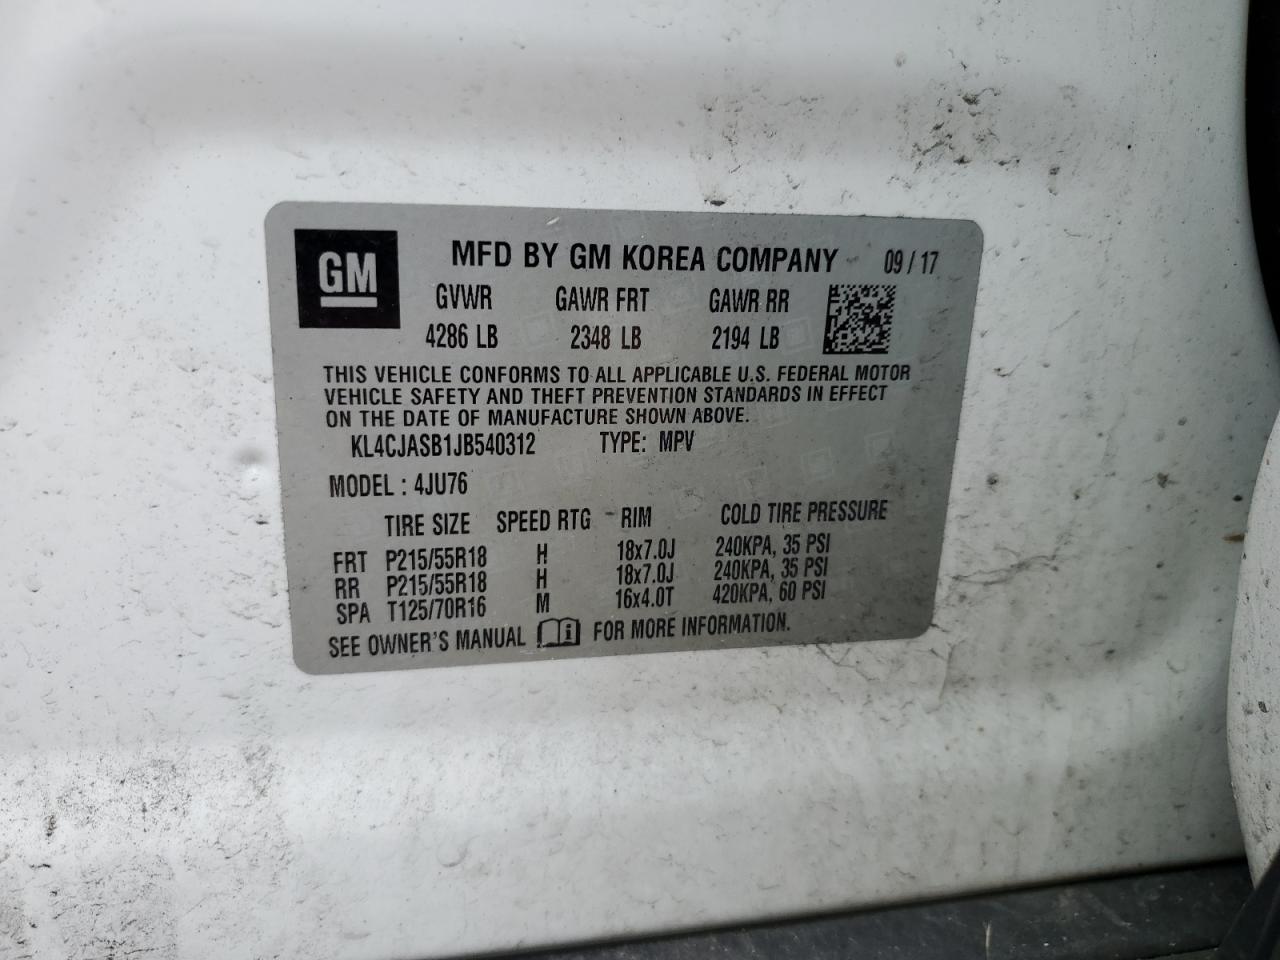 GM
MFD BY GM KOREA COMPANY 09 / 17
GVWR GAWR FRT GAWR RR
4286 LB 2348 LB 2194 LB
THIS VEHICLE CONFORMS TO ALL APPLICABLE U.S. FEDERAL MOTOR
VEHICLE SAFETY AND THEFT PREVENTION STANDARDS IN EFFECT
ON THE DATE OF MANUFACTURE SHOWN ABOVE.
KL4CJASB1JB540312 TYPE: MPV
MODEL : 4JU76
TIRE SIZE SPEED RTG RIM COLD TIRE PRESSURE
FRT P215/55R18 H 18x7.0J 240KPA, 35 PSI
RR P215/55R18 H 18x7.0J 240KPA, 35 PSI
SPA T125/70R16 M 16x4.0T 420KPA, 60 PSI
SEE OWNER'S MANUAL i FOR MORE INFORMATION.